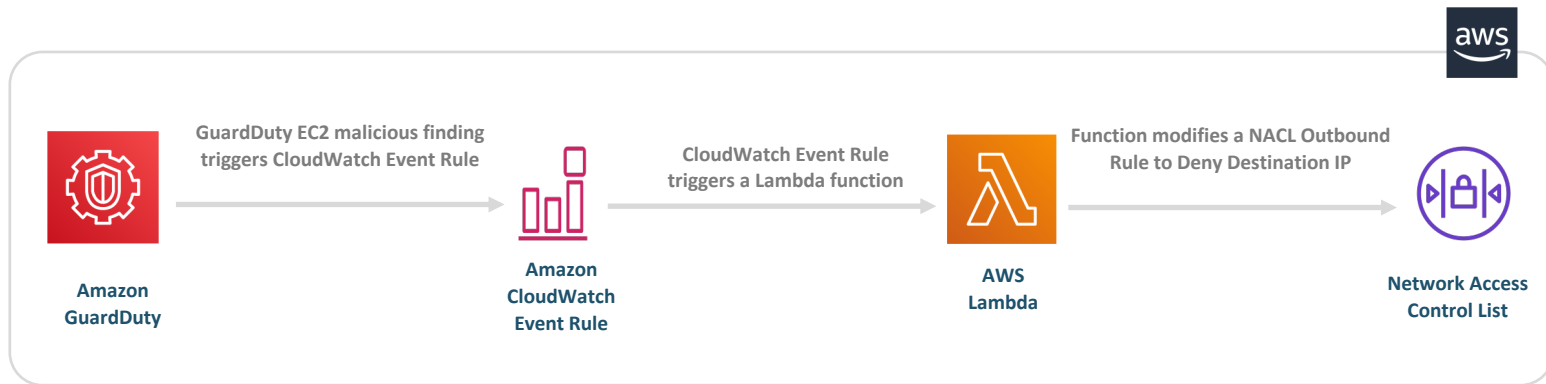 aws
GuardDuty EC2 malicious finding
triggers CloudWatch Event Rule
CloudWatch Event Rule
triggers a Lambda function
Function modifies a NACL Outbound
Rule to Deny Destination IP
Amazon
GuardDuty
Amazon
CloudWatch
Event Rule
AWS
Lambda
Network Access
Control List